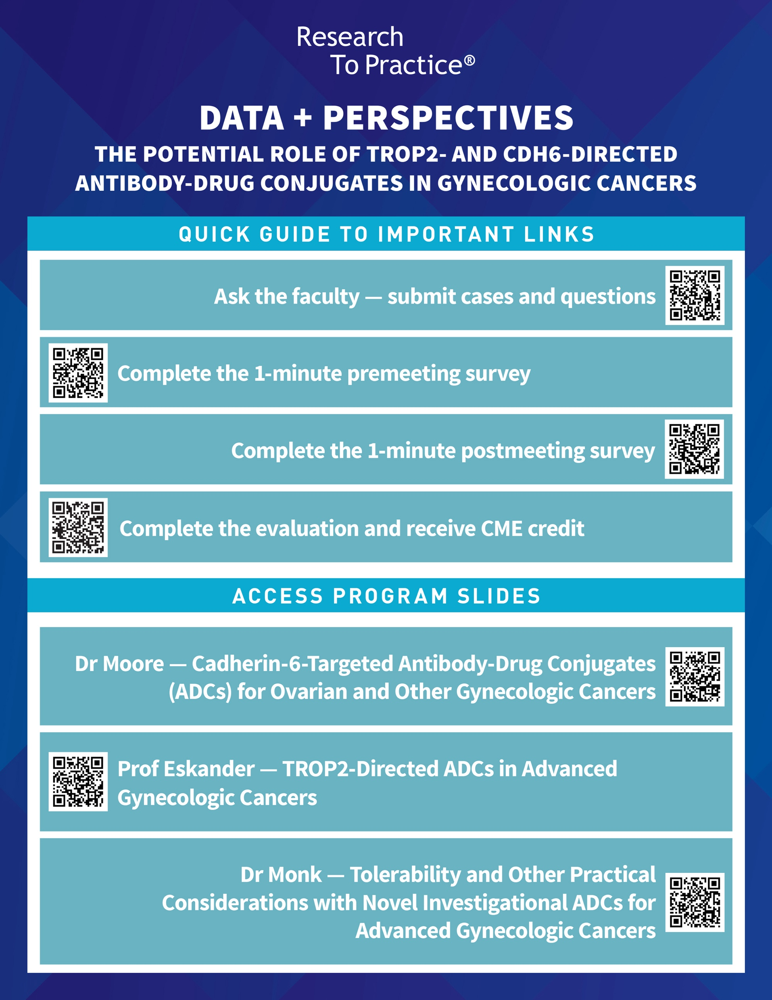 Research
To Practice®
DATA + PERSPECTIVES
THE POTENTIAL ROLE OF TROP2- AND CDH6-DIRECTED
ANTIBODY-DRUG CONJUGATES IN GYNECOLOGIC CANCERS
QUICK GUIDE TO IMPORTANT LINKS
Ask the faculty — submit cases and questions
Complete the 1-minute premeeting survey
Complete the 1-minute postmeeting survey
Complete the evaluation and receive CME credit
ACCESS PROGRAM SLIDES
Dr Moore — Cadherin-6-Targeted Antibody-Drug Conjugates
(ADCs) for Ovarian and Other Gynecologic Cancers
Prof Eskander — TROP2-Directed ADCs in Advanced
Gynecologic Cancers
Dr Monk — Tolerability and Other Practical
Considerations with Novel Investigational ADCs for
Advanced Gynecologic Cancers